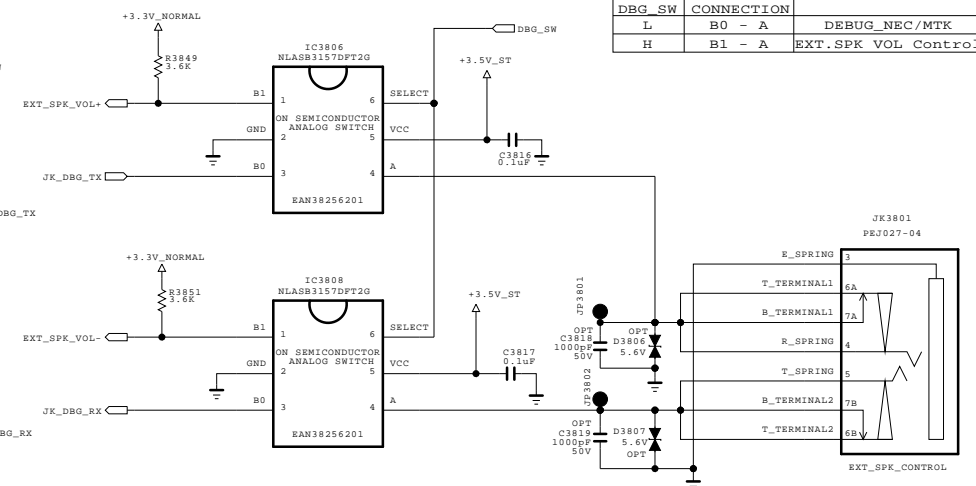 DBG_SW CONNECTION
L B0 - A DEBUG_NEC/MTK
H B1 - A EXT.SPK VOL Control
+3.3V_NORMAL
R3849
3.6K
IC3806
NLASB3157DFT2G
DBG_SW
+3.5V_ST
EXT_SPK_VOL+
B1
1
6
SELECT
ON SEMICONDUCTOR
ANALOG SWITCH
GND
2
5
VCC
C3816
0.1uF
JK_DBG_TX
B0
3
4
A
EAN38256201
DBG_TX
+3.3V_NORMAL
R3851
3.6K
IC3808
NLASB3157DFT2G
+3.5V_ST
EXT_SPK_VOL-
B1
1
6
SELECT
ON SEMICONDUCTOR
ANALOG SWITCH
GND
2
5
VCC
C3817
0.1uF
JK_DBG_RX
B0
3
4
A
EAN38256201
BG_RX
JP3801
OPT
C3818
1000pF
50V
OPT
D3806
5.6V
JP3802
OPT
C3819
1000pF
50V
D3807
5.6V
OPT
JK3801
PEJ027-04
E_SPRING
3
T_TERMINAL1
6A
B_TERMINAL1
7A
R_SPRING
4
T_SPRING
5
B_TERMINAL2
7B
T_TERMINAL2
6B
EXT_SPK_CONTROL